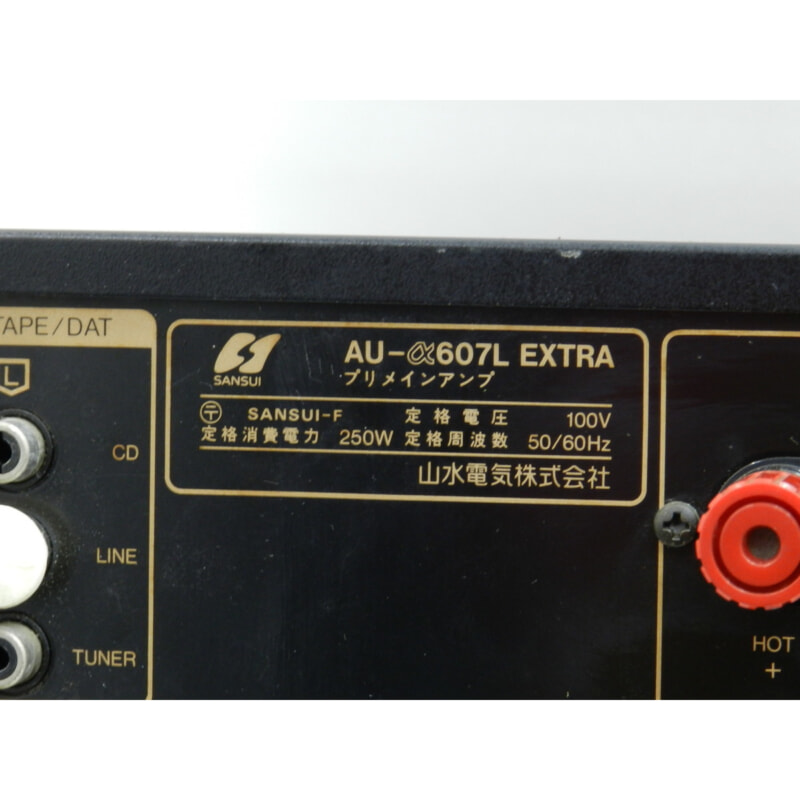 TAPE/DAT
L
CD
LINE
TUNER
SANSUI
AU-α607L EXTRA
プリメインアンプ
〶 SANSUI-F 定格電圧 100V
定格消費電力 250W 定格周波数 50/60Hz
山水電気株式会社
HOT
+